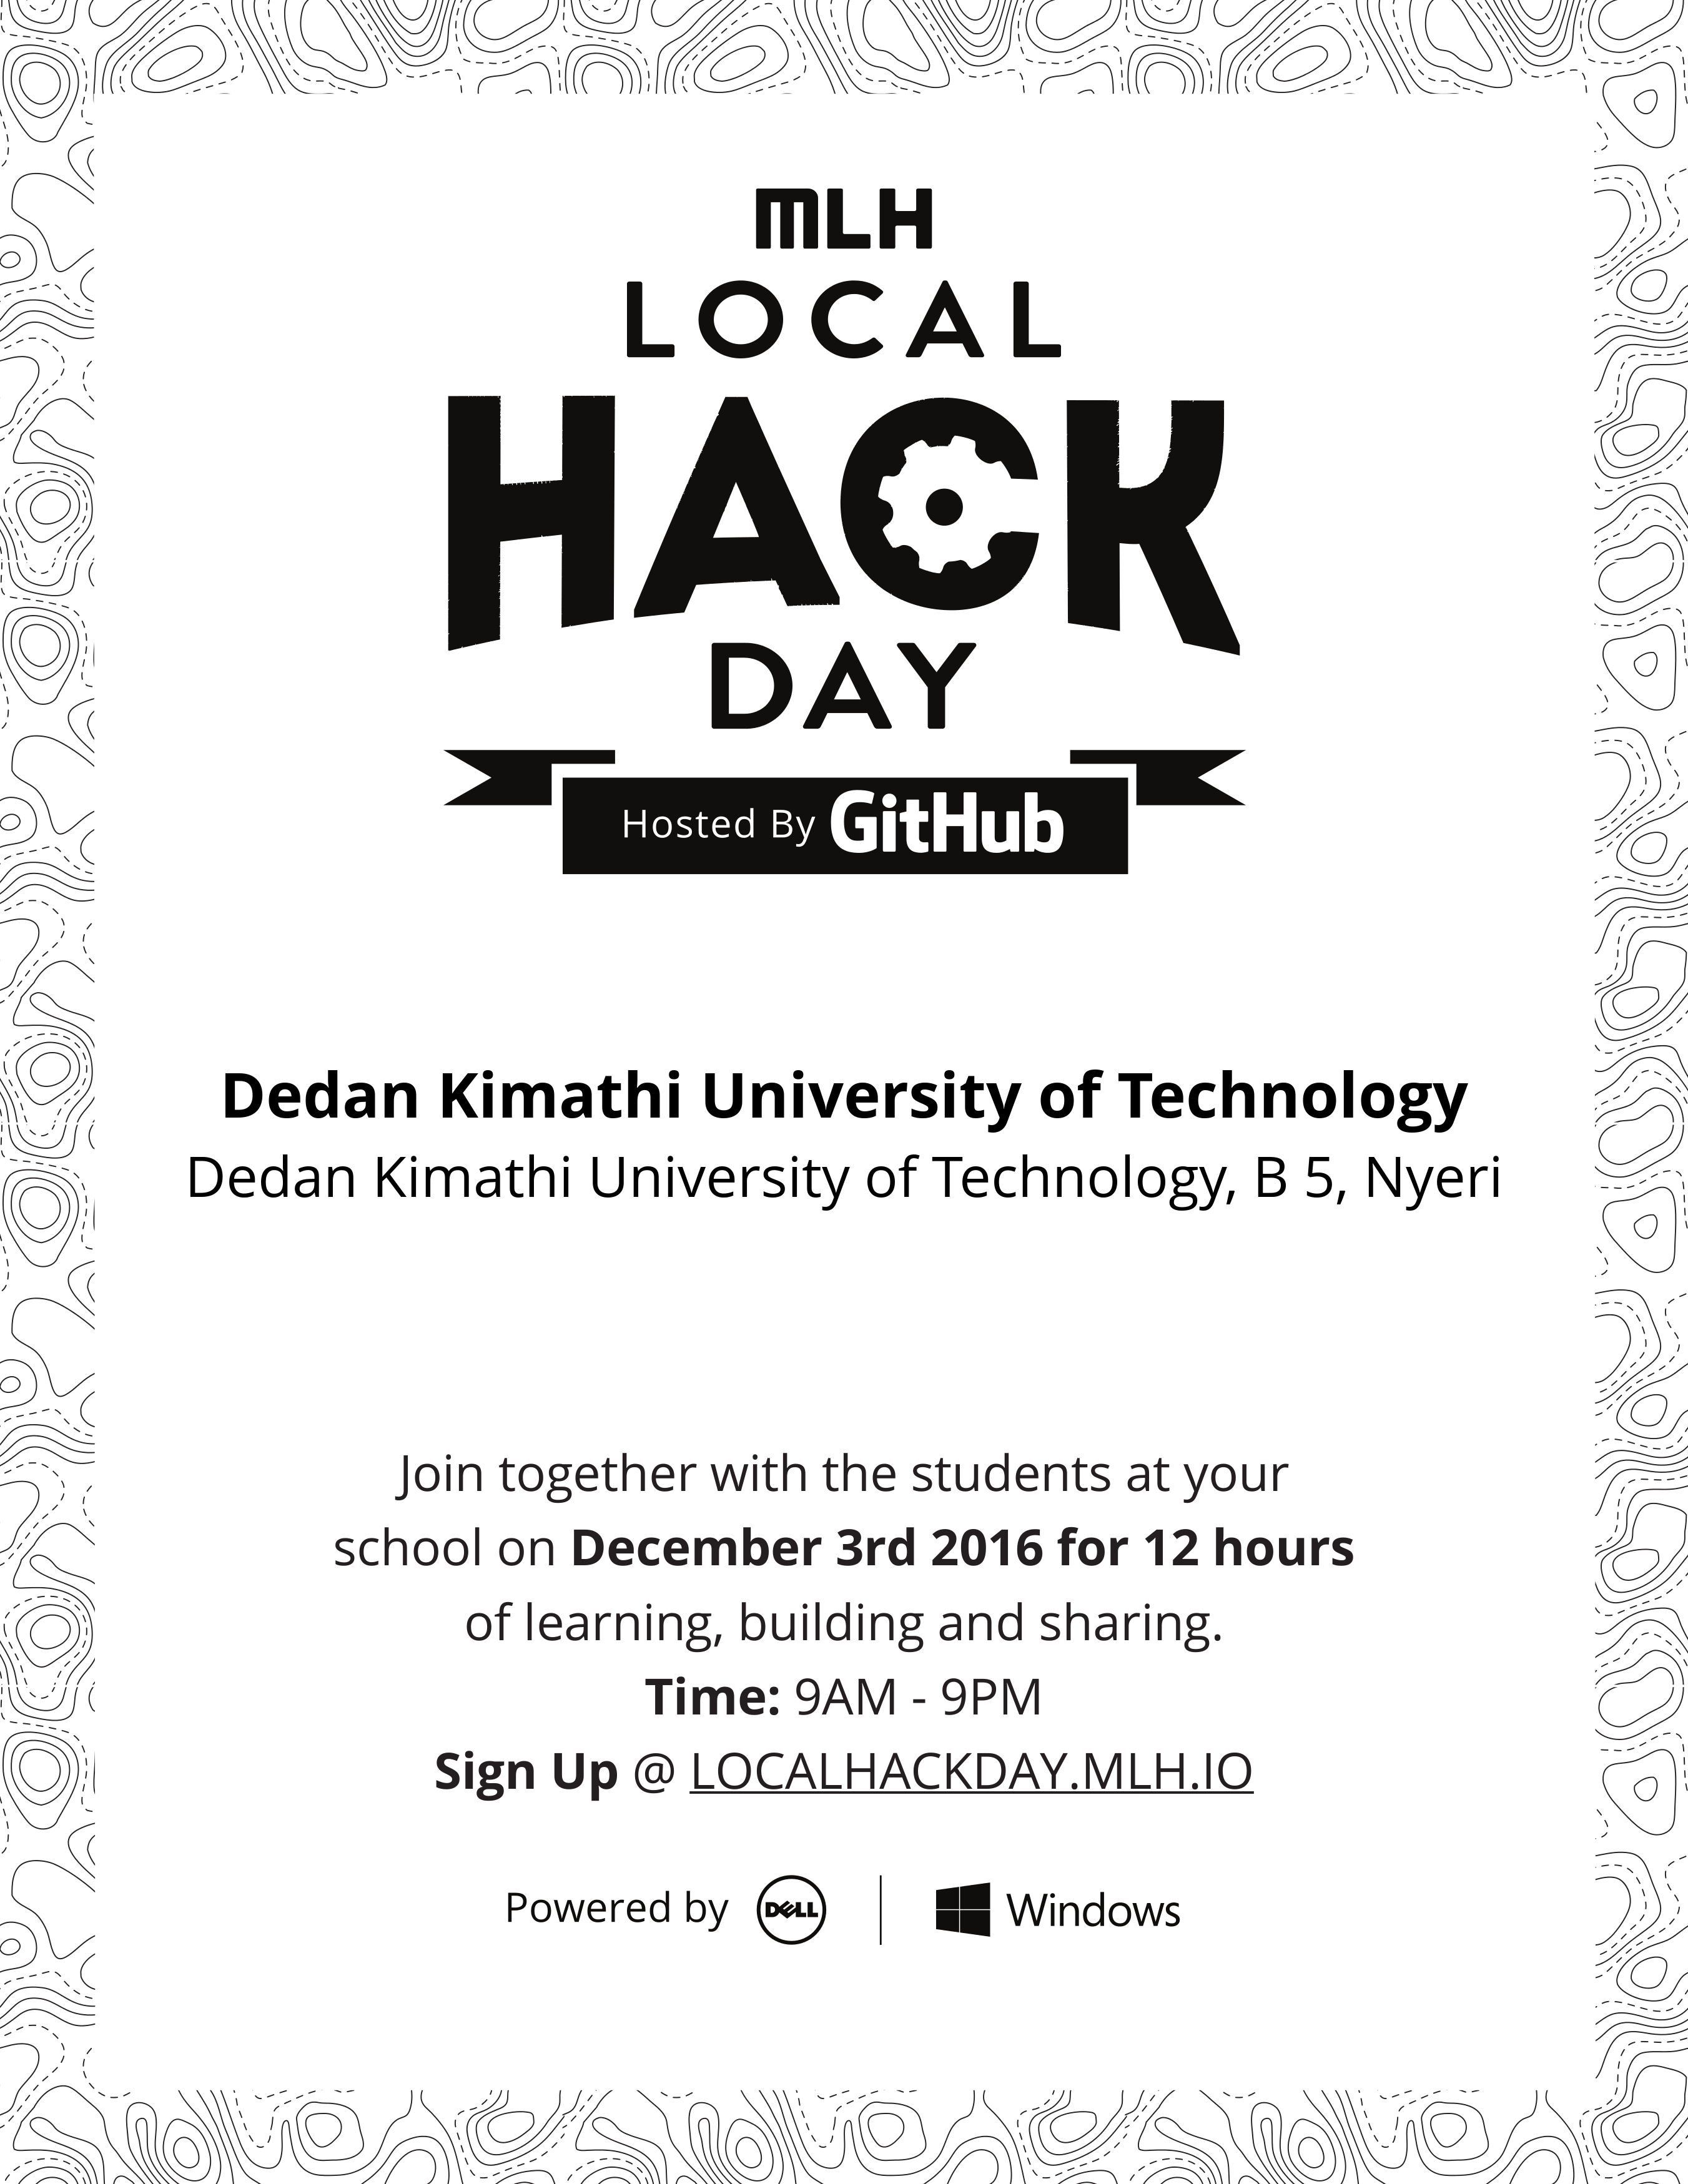 MLH
LOCAL
HACK
DAY
Hosted By GitHub
Dedan Kimathi University of Technology
Dedan Kimathi University of Technology, B 5, Nyeri
Join together with the students at your
school on December 3rd 2016 for 12 hours
of learning, building and sharing.
Time: 9AM - 9PM
Sign Up @ LOCALHACKDAY.MLH.IO
Powered by DELL | Windows